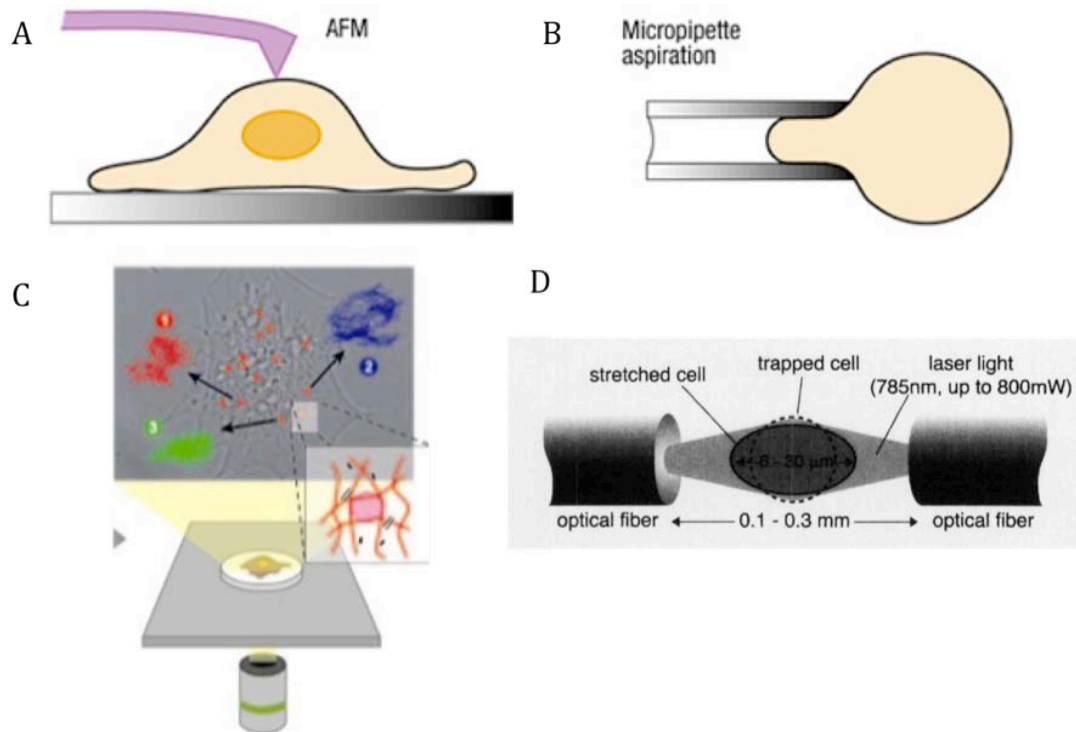 A
AFM
B
Micropipette
aspiration
C
1
2
3
D
trapped cell
stretched cell
laser light
(785nm, up to 800mW)
6 - 30 μm
optical fiber
0.1 - 0.3 mm
optical fiber